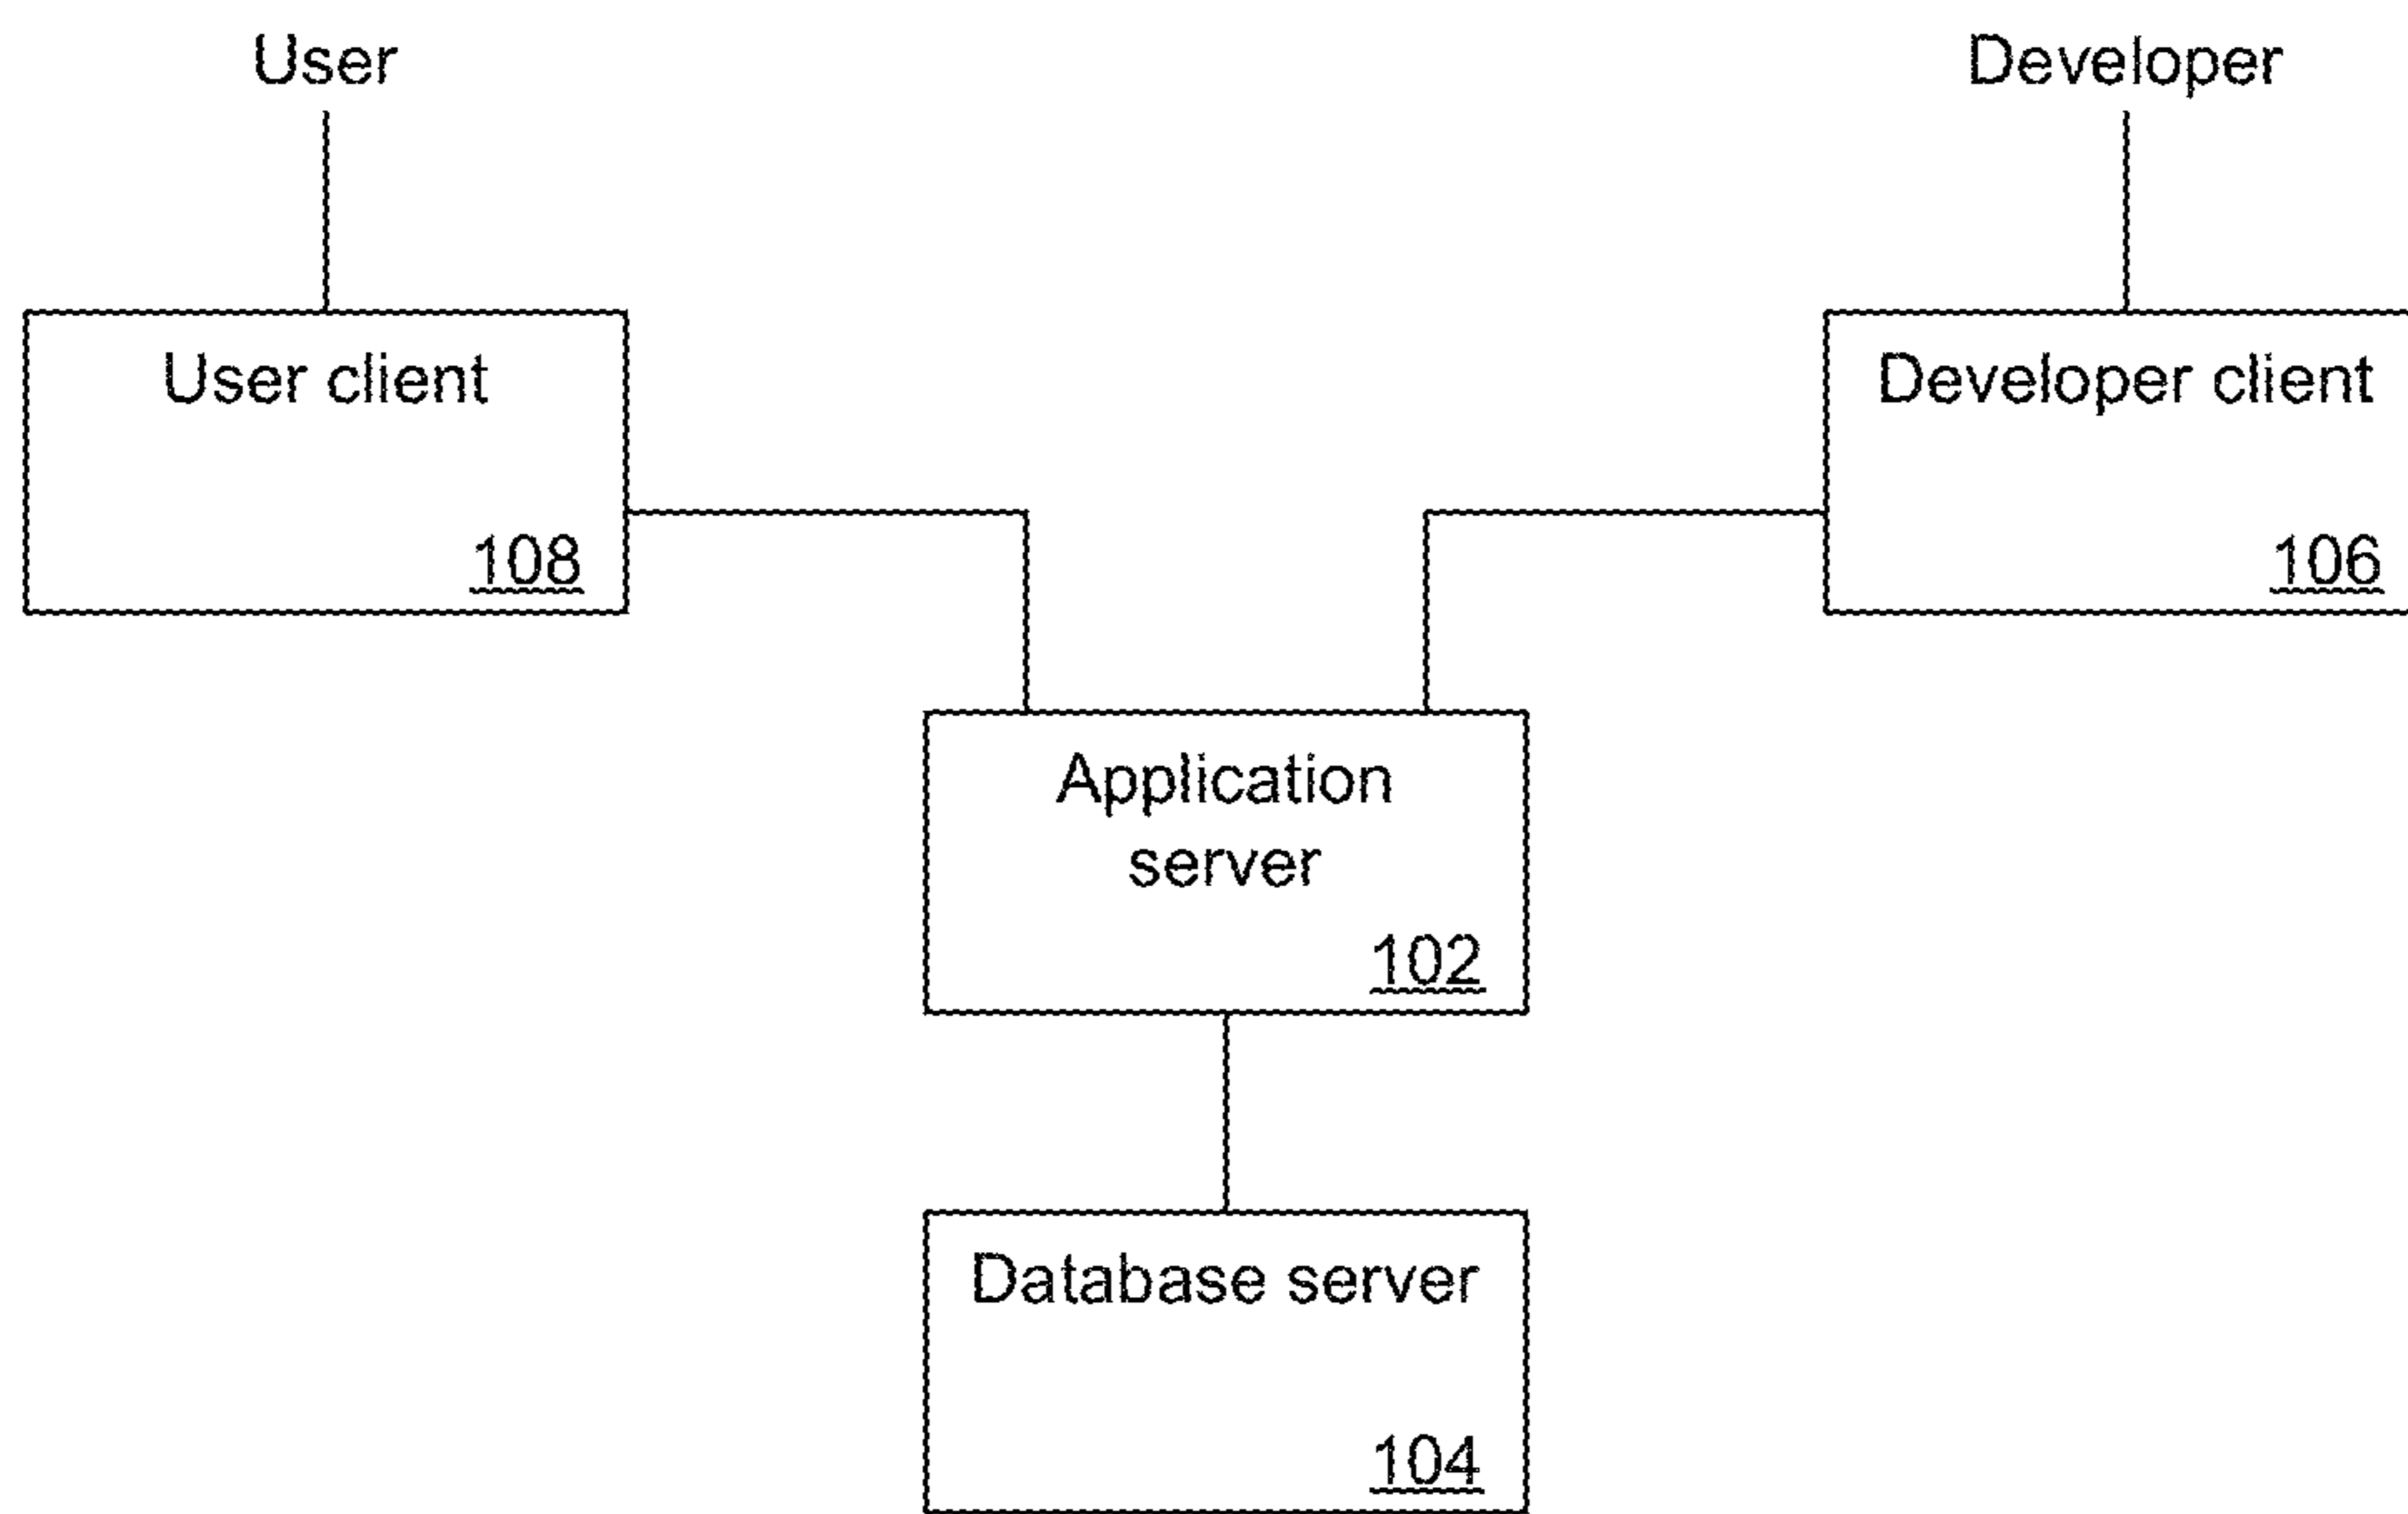 User
Developer
User client
108
Developer client
106
Application
server
102
Database server
104